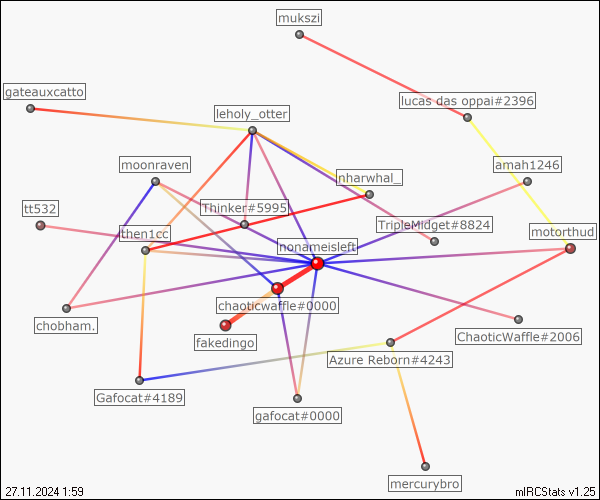 mukszi
gateauxcatto
lucas das oppai#2396
leholy_otter
moonraven
amah1246
nharwhal_
tt532
Thinker#5995
TripleMidget#8824
then1cc
motorthud
nonameisleft
chaoticwaffle#0000
chobham.
ChaoticWaffle#2006
fakedingo
Azure Reborn#4243
Gafocat#4189
gafocat#0000
mercurybro
27.11.2024 1:59
mIRCStats v1.25